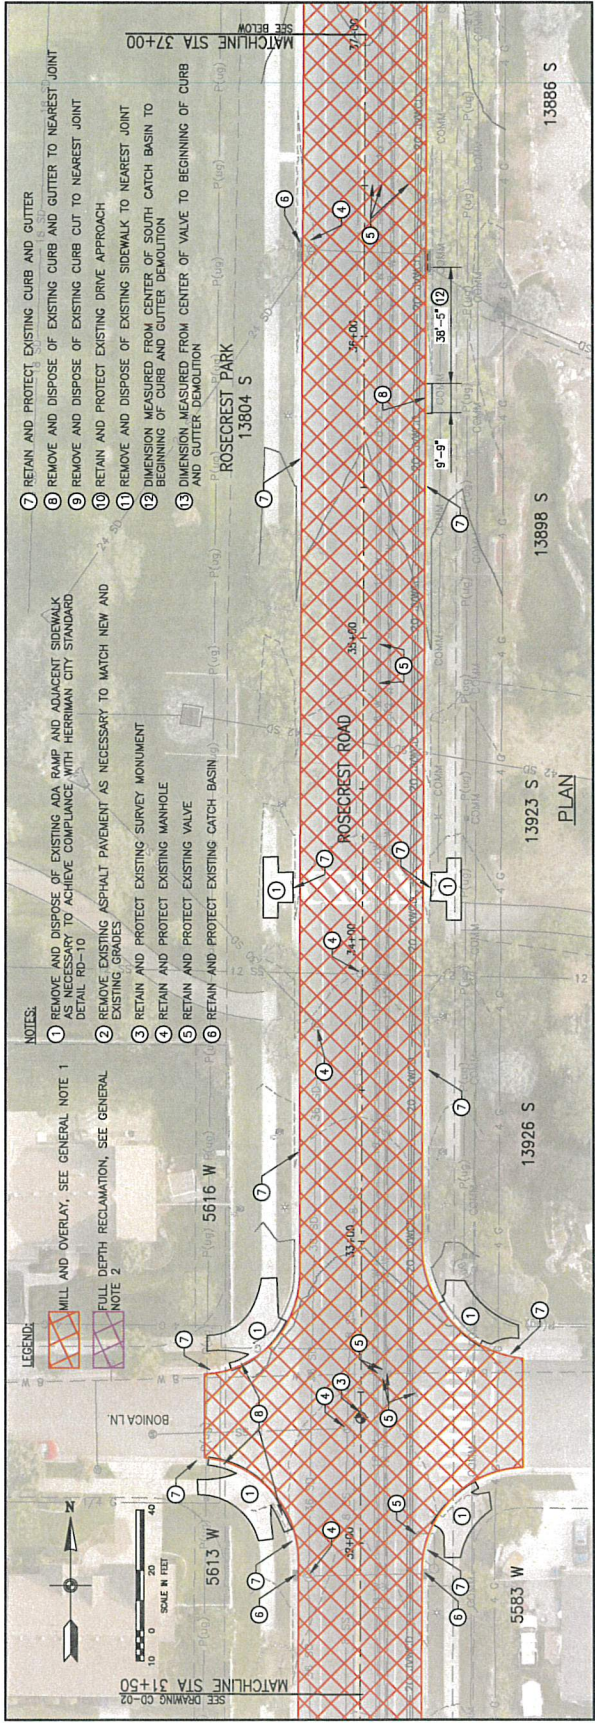 LEGEND:
MILL AND OVERLAY, SEE GENERAL NOTE 1
FULL DEPTH RECLAMATION, SEE GENERAL
NOTE 2
NOTES:
1 REMOVE AND DISPOSE OF EXISTING ADA RAMP AND ADJACENT SIDEWALK
AS NECESSARY TO ACHIEVE COMPLIANCE WITH HERRIMAN CITY STANDARD
DETAIL RD-10
2 REMOVE EXISTING ASPHALT PAVEMENT AS NECESSARY TO MATCH NEW AND
EXISTING GRADES
3 RETAIN AND PROTECT EXISTING SURVEY MONUMENT
4 RETAIN AND PROTECT EXISTING MANHOLE
5 RETAIN AND PROTECT EXISTING VALVE
6 RETAIN AND PROTECT EXISTING CATCH BASIN
7 RETAIN AND PROTECT EXISTING CURB AND GUTTER
8 REMOVE AND DISPOSE OF EXISTING CURB AND GUTTER TO NEAREST JOINT
9 REMOVE AND DISPOSE OF EXISTING CURB CUT TO NEAREST JOINT
10 RETAIN AND PROTECT EXISTING DRIVE APPROACH
11 REMOVE AND DISPOSE OF EXISTING SIDEWALK TO NEAREST JOINT
12 DIMENSION MEASURED FROM CENTER OF SOUTH CATCH BASIN TO
BEGINNING OF CURB AND GUTTER DEMOLITION
13 DIMENSION MEASURED FROM CENTER OF VALVE TO BEGINNING OF CURB
AND GUTTER DEMOLITION
N
10 0 20 40
SCALE IN FEET
MATCHLINE STA 31+50
SEE DRAWING CD-02
MATCHLINE STA 37+00
SEE BELOW
BONICA LN.
5613 W
5616 W
5583 W
ROSECREST PARK
13804 S
ROSECREST ROAD
32+00
33+00
34+00
35+00
36+00
37+00
9'-9"
38'-5" 12
13926 S
13923 S
13898 S
13886 S
PLAN